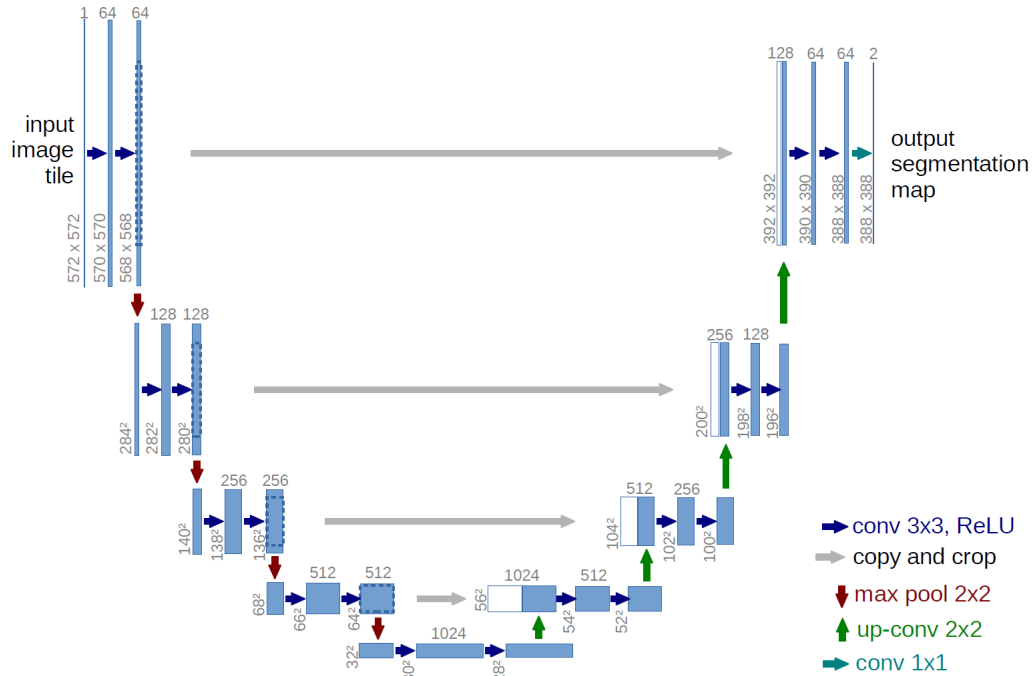 1 64 64
input
image
tile
572 x 572
570 x 570
568 x 568
128 64 64 2
392 x 392
390 x 390
388 x 388
388 x 388
output
segmentation
map
128 128
284²
282²
280²
256 128
200²
198²
196²
256 256
140²
138²
136²
512 256
104²
102²
100²
512 512
68²
66²
64²
1024 512
56²
54²
52²
1024
32²
conv 3x3, ReLU
copy and crop
max pool 2x2
up-conv 2x2
conv 1x1